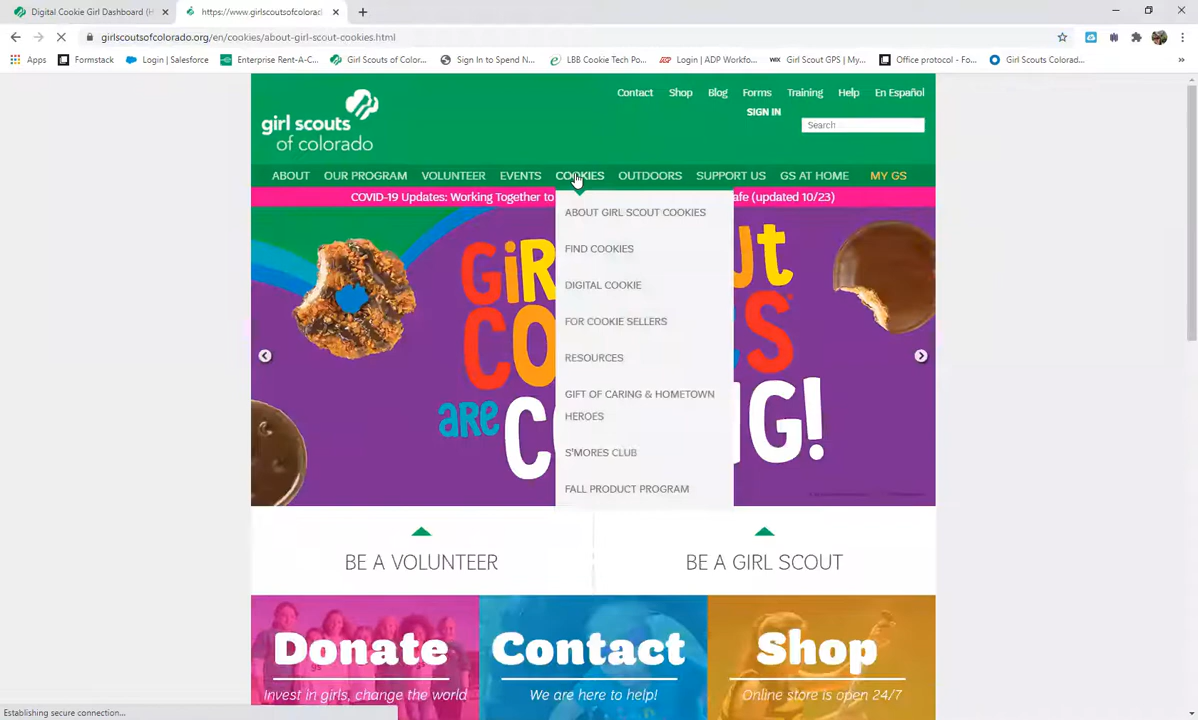 Digital Cookie Girl Dashboard (H
https://www.girlscoutsofcolorad
girlscoutsofcolorado.org/en/cookies/about-girl-scout-cookies.html
Apps Formstack Login | Salesforce Enterprise Rent-A-C... Girl Scouts of Color... Sign In to Spend N... LBB Cookie Tech Po... Login | ADP Workfo... WIX Girl Scout GPS | My... Office protocol - Fo... Girl Scouts Colorad...
Contact Shop Blog Forms Training Help En Español
SIGN IN
Search
girl scouts
of colorado
ABOUT OUR PROGRAM VOLUNTEER EVENTS COOKIES OUTDOORS SUPPORT US GS AT HOME MY GS
COVID-19 Updates: Working Together to afe (updated 10/23)
ABOUT GIRL SCOUT COOKIES
FIND COOKIES
DIGITAL COOKIE
FOR COOKIE SELLERS
RESOURCES
GIFT OF CARING & HOMETOWN
HEROES
S'MORES CLUB
FALL PRODUCT PROGRAM
GiR ut
CO S
are C G!
BE A VOLUNTEER
BE A GIRL SCOUT
Donate
Invest in girls, change the world
Contact
We are here to help!
Shop
Online store is open 24/7
Establishing secure connection...